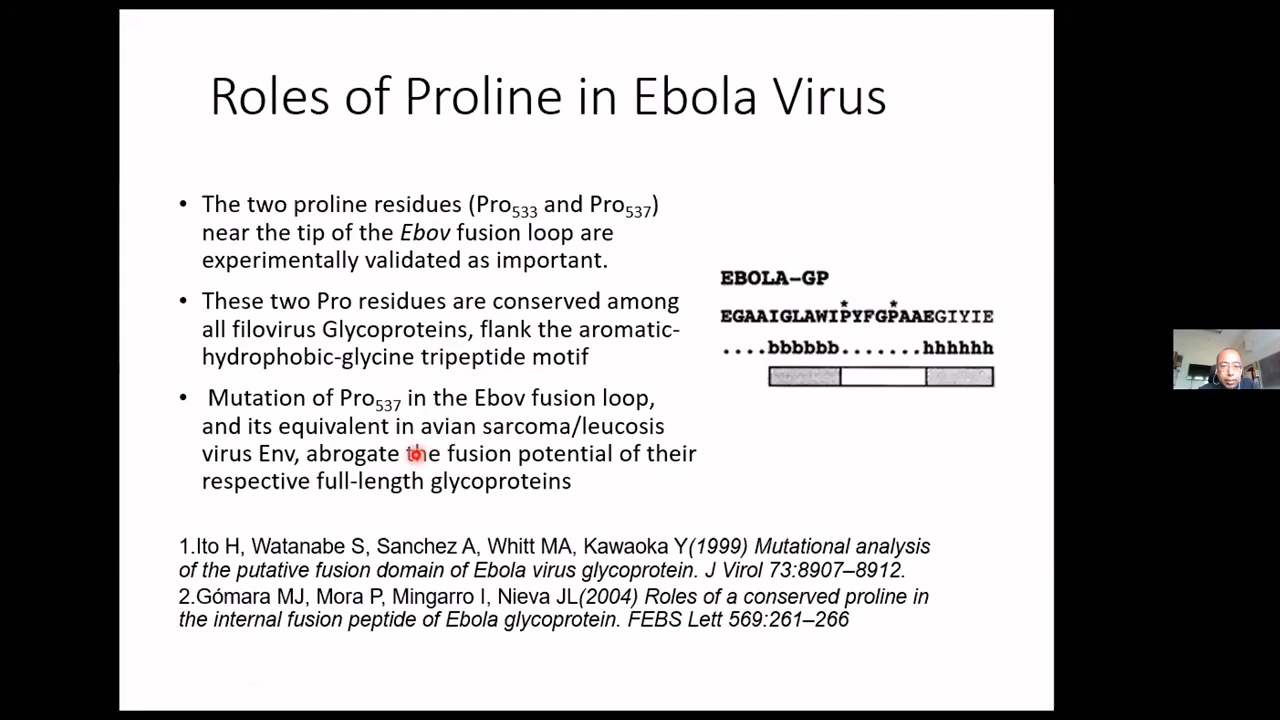 Roles of Proline in Ebola Virus
• The two proline residues (Pro533 and Pro537)
near the tip of the Ebov fusion loop are
experimentally validated as important.
• These two Pro residues are conserved among
all filovirus Glycoproteins, flank the aromatic-
hydrophobic-glycine tripeptide motif
• Mutation of Pro537 in the Ebov fusion loop,
and its equivalent in avian sarcoma/leucosis
virus Env, abrogate the fusion potential of their
respective full-length glycoproteins
EBOLA-GP
* *
EGAAIGLAWIPYFGPAAEGIYIE
....bbbbbb.......hhhhhh
1.Ito H, Watanabe S, Sanchez A, Whitt MA, Kawaoka Y(1999) Mutational analysis
of the putative fusion domain of Ebola virus glycoprotein. J Virol 73:8907–8912.
2.Gómara MJ, Mora P, Mingarro I, Nieva JL(2004) Roles of a conserved proline in
the internal fusion peptide of Ebola glycoprotein. FEBS Lett 569:261–266